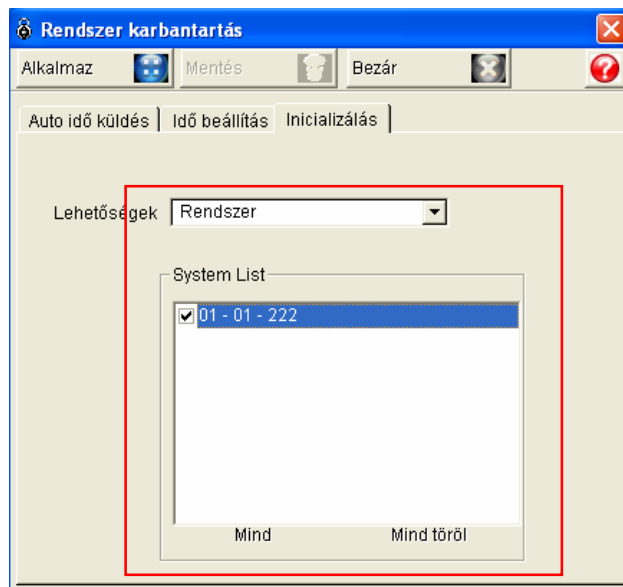 Rendszer karbantartás
Alkalmaz Mentés Bezár
Auto idő küldés Idő beállítás Inicializálás
Lehetőségek Rendszer
System List
01 - 01 - 222
Mind Mind töröl